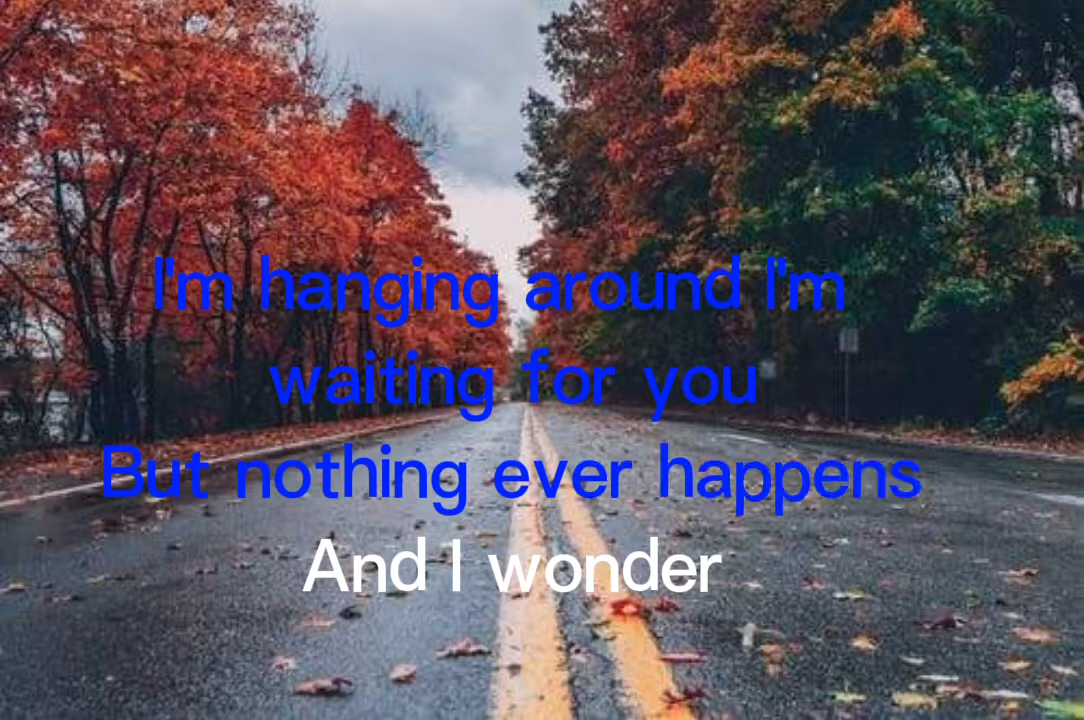 I'm hanging around I'm
waiting for you
But nothing ever happens
And I wonder